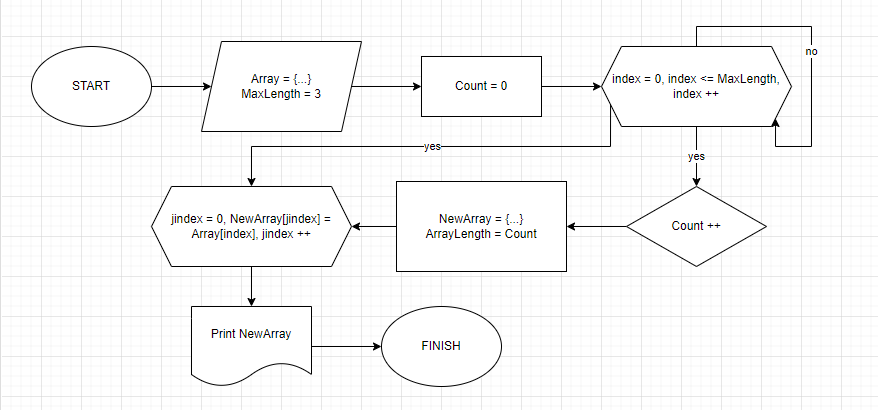 START
Array = {...}
MaxLength = 3
Count = 0
index = 0, index <= MaxLength,
index ++
no
yes
yes
jindex = 0, NewArray[jindex] =
Array[index], jindex ++
NewArray = {...}
ArrayLength = Count
Count ++
Print NewArray
FINISH